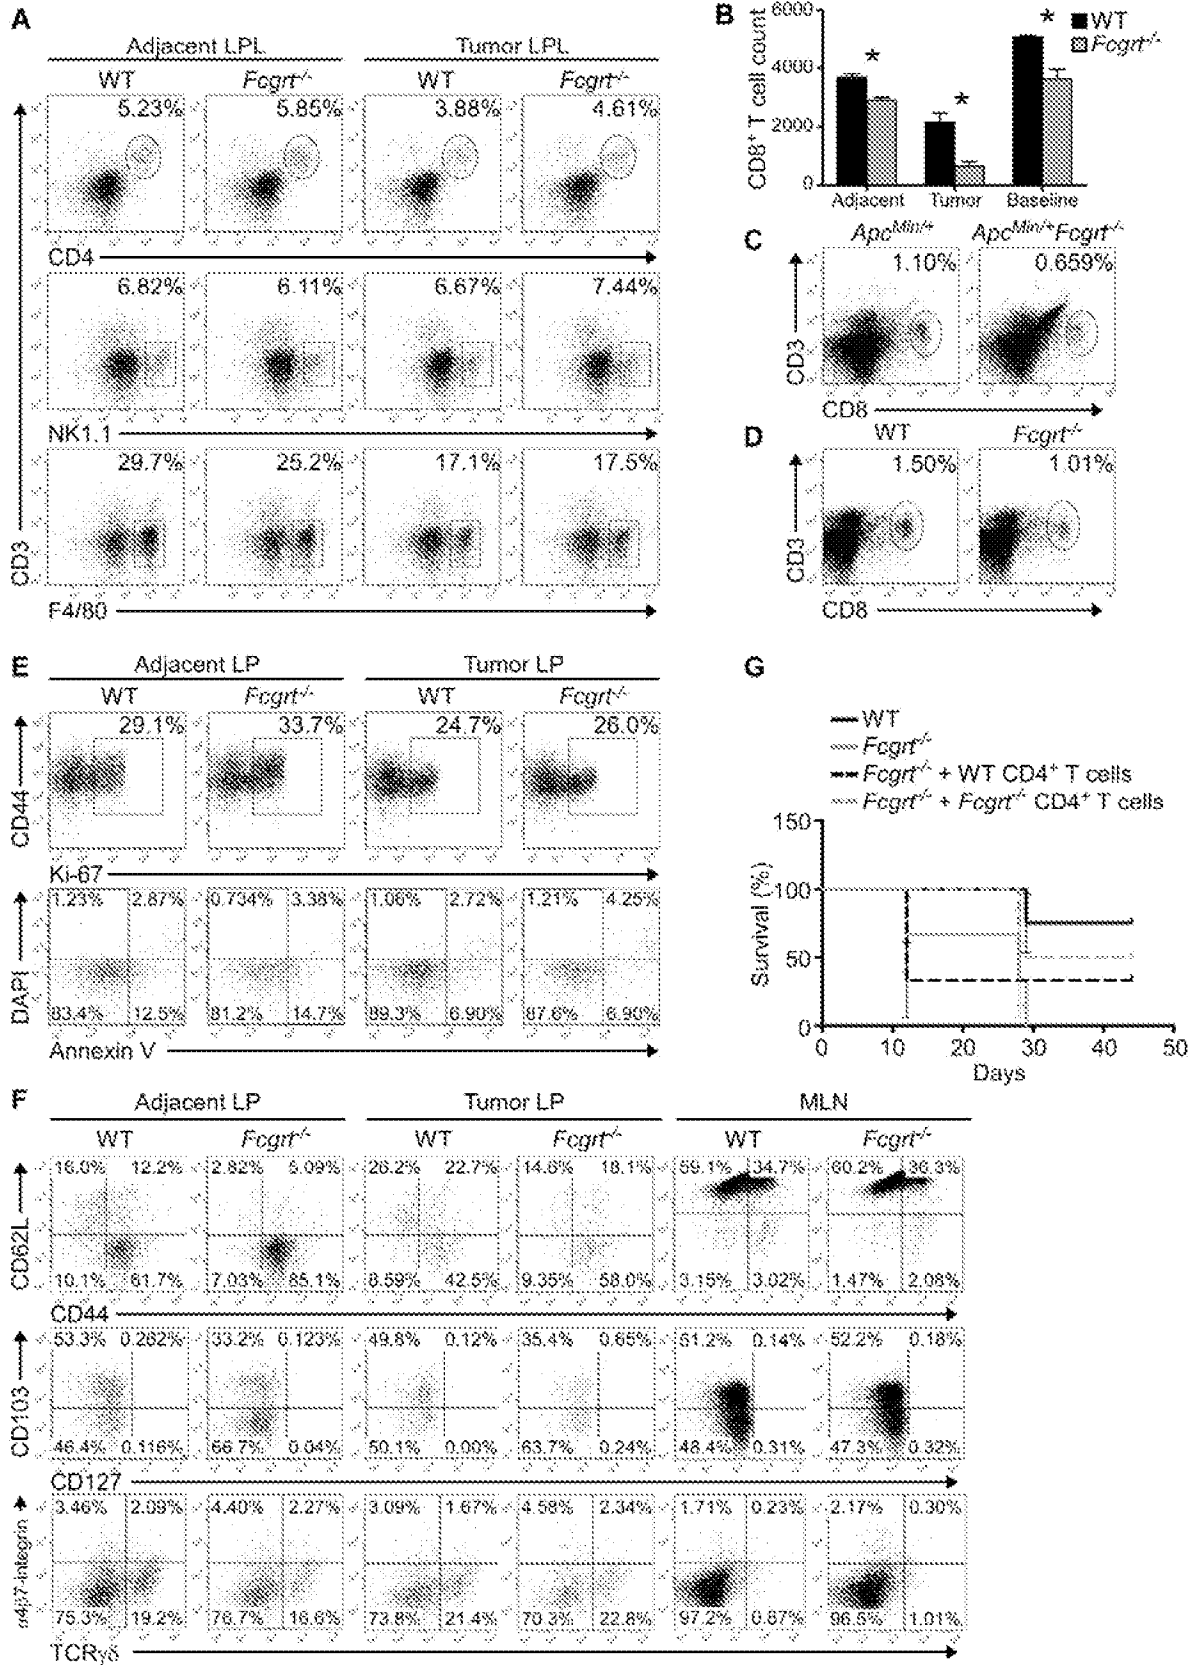 A
Adjacent LPL Tumor LPL
WT Fcgrt-/- WT Fcgrt-/-
5.23% 5.85% 3.88% 4.61%
CD4
6.82% 6.11% 6.67% 7.44%
NK1.1
29.7% 25.2% 17.1% 17.5%
CD3
F4/80
B
CD8+ T cell count
6000
4000
2000
0
* * *
WT
Fcgrt-/-
Adjacent Tumor Baseline
C
ApcMin/+ ApcMin/+Fcgrt-/-
1.10% 0.659%
CD3
CD8
D
WT Fcgrt-/-
1.50% 1.01%
CD3
CD8
E
Adjacent LP Tumor LP
WT Fcgrt-/- WT Fcgrt-/-
29.1% 33.7% 24.7% 26.0%
CD44
Ki-67
1.23% 2.87% 0.734% 3.38% 1.06% 2.72% 1.21% 4.25%
DAPI
83.4% 12.5% 81.2% 14.7% 89.3% 6.90% 87.6% 6.90%
Annexin V
G
WT
Fcgrt-/-
Fcgrt-/- + WT CD4+ T cells
Fcgrt-/- + Fcgrt-/- CD4+ T cells
Survival (%)
150
100
50
0
0 10 20 30 40 50
Days
F
Adjacent LP Tumor LP MLN
WT Fcgrt-/- WT Fcgrt-/- WT Fcgrt-/-
16.0% 12.2% 2.82% 5.09% 26.2% 22.7% 14.6% 18.1% 59.1% 34.7% 60.2% 36.3%
CD62L
10.1% 61.7% 7.03% 85.1% 8.59% 42.5% 9.35% 58.0% 3.15% 3.02% 1.47% 2.08%
CD44
53.3% 0.262% 33.2% 0.123% 49.8% 0.12% 35.4% 0.65% 51.2% 0.14% 52.2% 0.18%
CD103
46.4% 0.116% 66.7% 0.04% 50.1% 0.00% 63.7% 0.24% 48.4% 0.31% 47.3% 0.32%
CD127
3.46% 2.09% 4.40% 2.27% 3.09% 1.67% 4.58% 2.34% 1.71% 0.23% 2.17% 0.30%
α4β7-integrin
75.3% 19.2% 76.7% 16.6% 73.8% 21.4% 70.3% 22.8% 97.2% 0.87% 96.5% 1.01%
TCRγδ